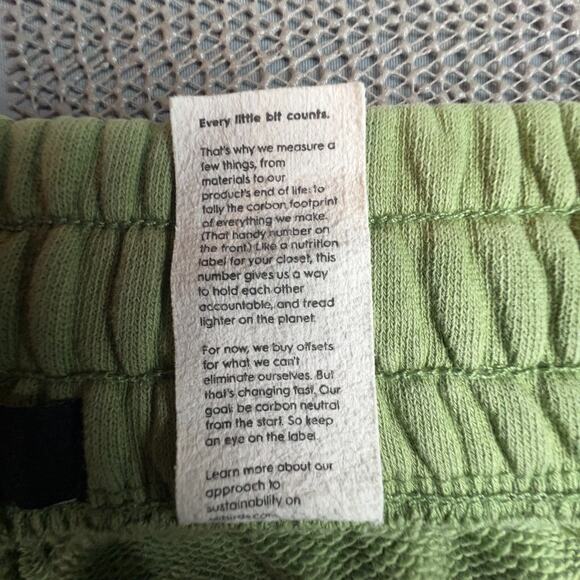 Every little bit counts.
That's why we measure a
few things, from
materials to our
product's end of life: to
tally the carbon footprint
of everything we make.
(That handy number on
the front.) Like a nutrition
label for your closet, this
number gives us a way
to hold each other
accountable, and tread
lighter on the planet.
For now, we buy offsets
for what we can't
eliminate ourselves. But
that's changing fast. Our
goal: be carbon neutral
from the start. So keep
an eye on the label.
Learn more about our
approach to
sustainability on